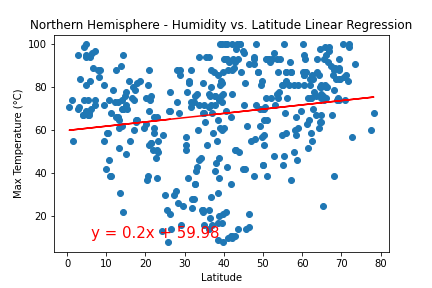 Northern Hemisphere - Humidity vs. Latitude Linear Regression
Max Temperature (°C)
100
80
60
40
20
y = 0.2x + 59.98
0 10 20 30 40 50 60 70 80
Latitude